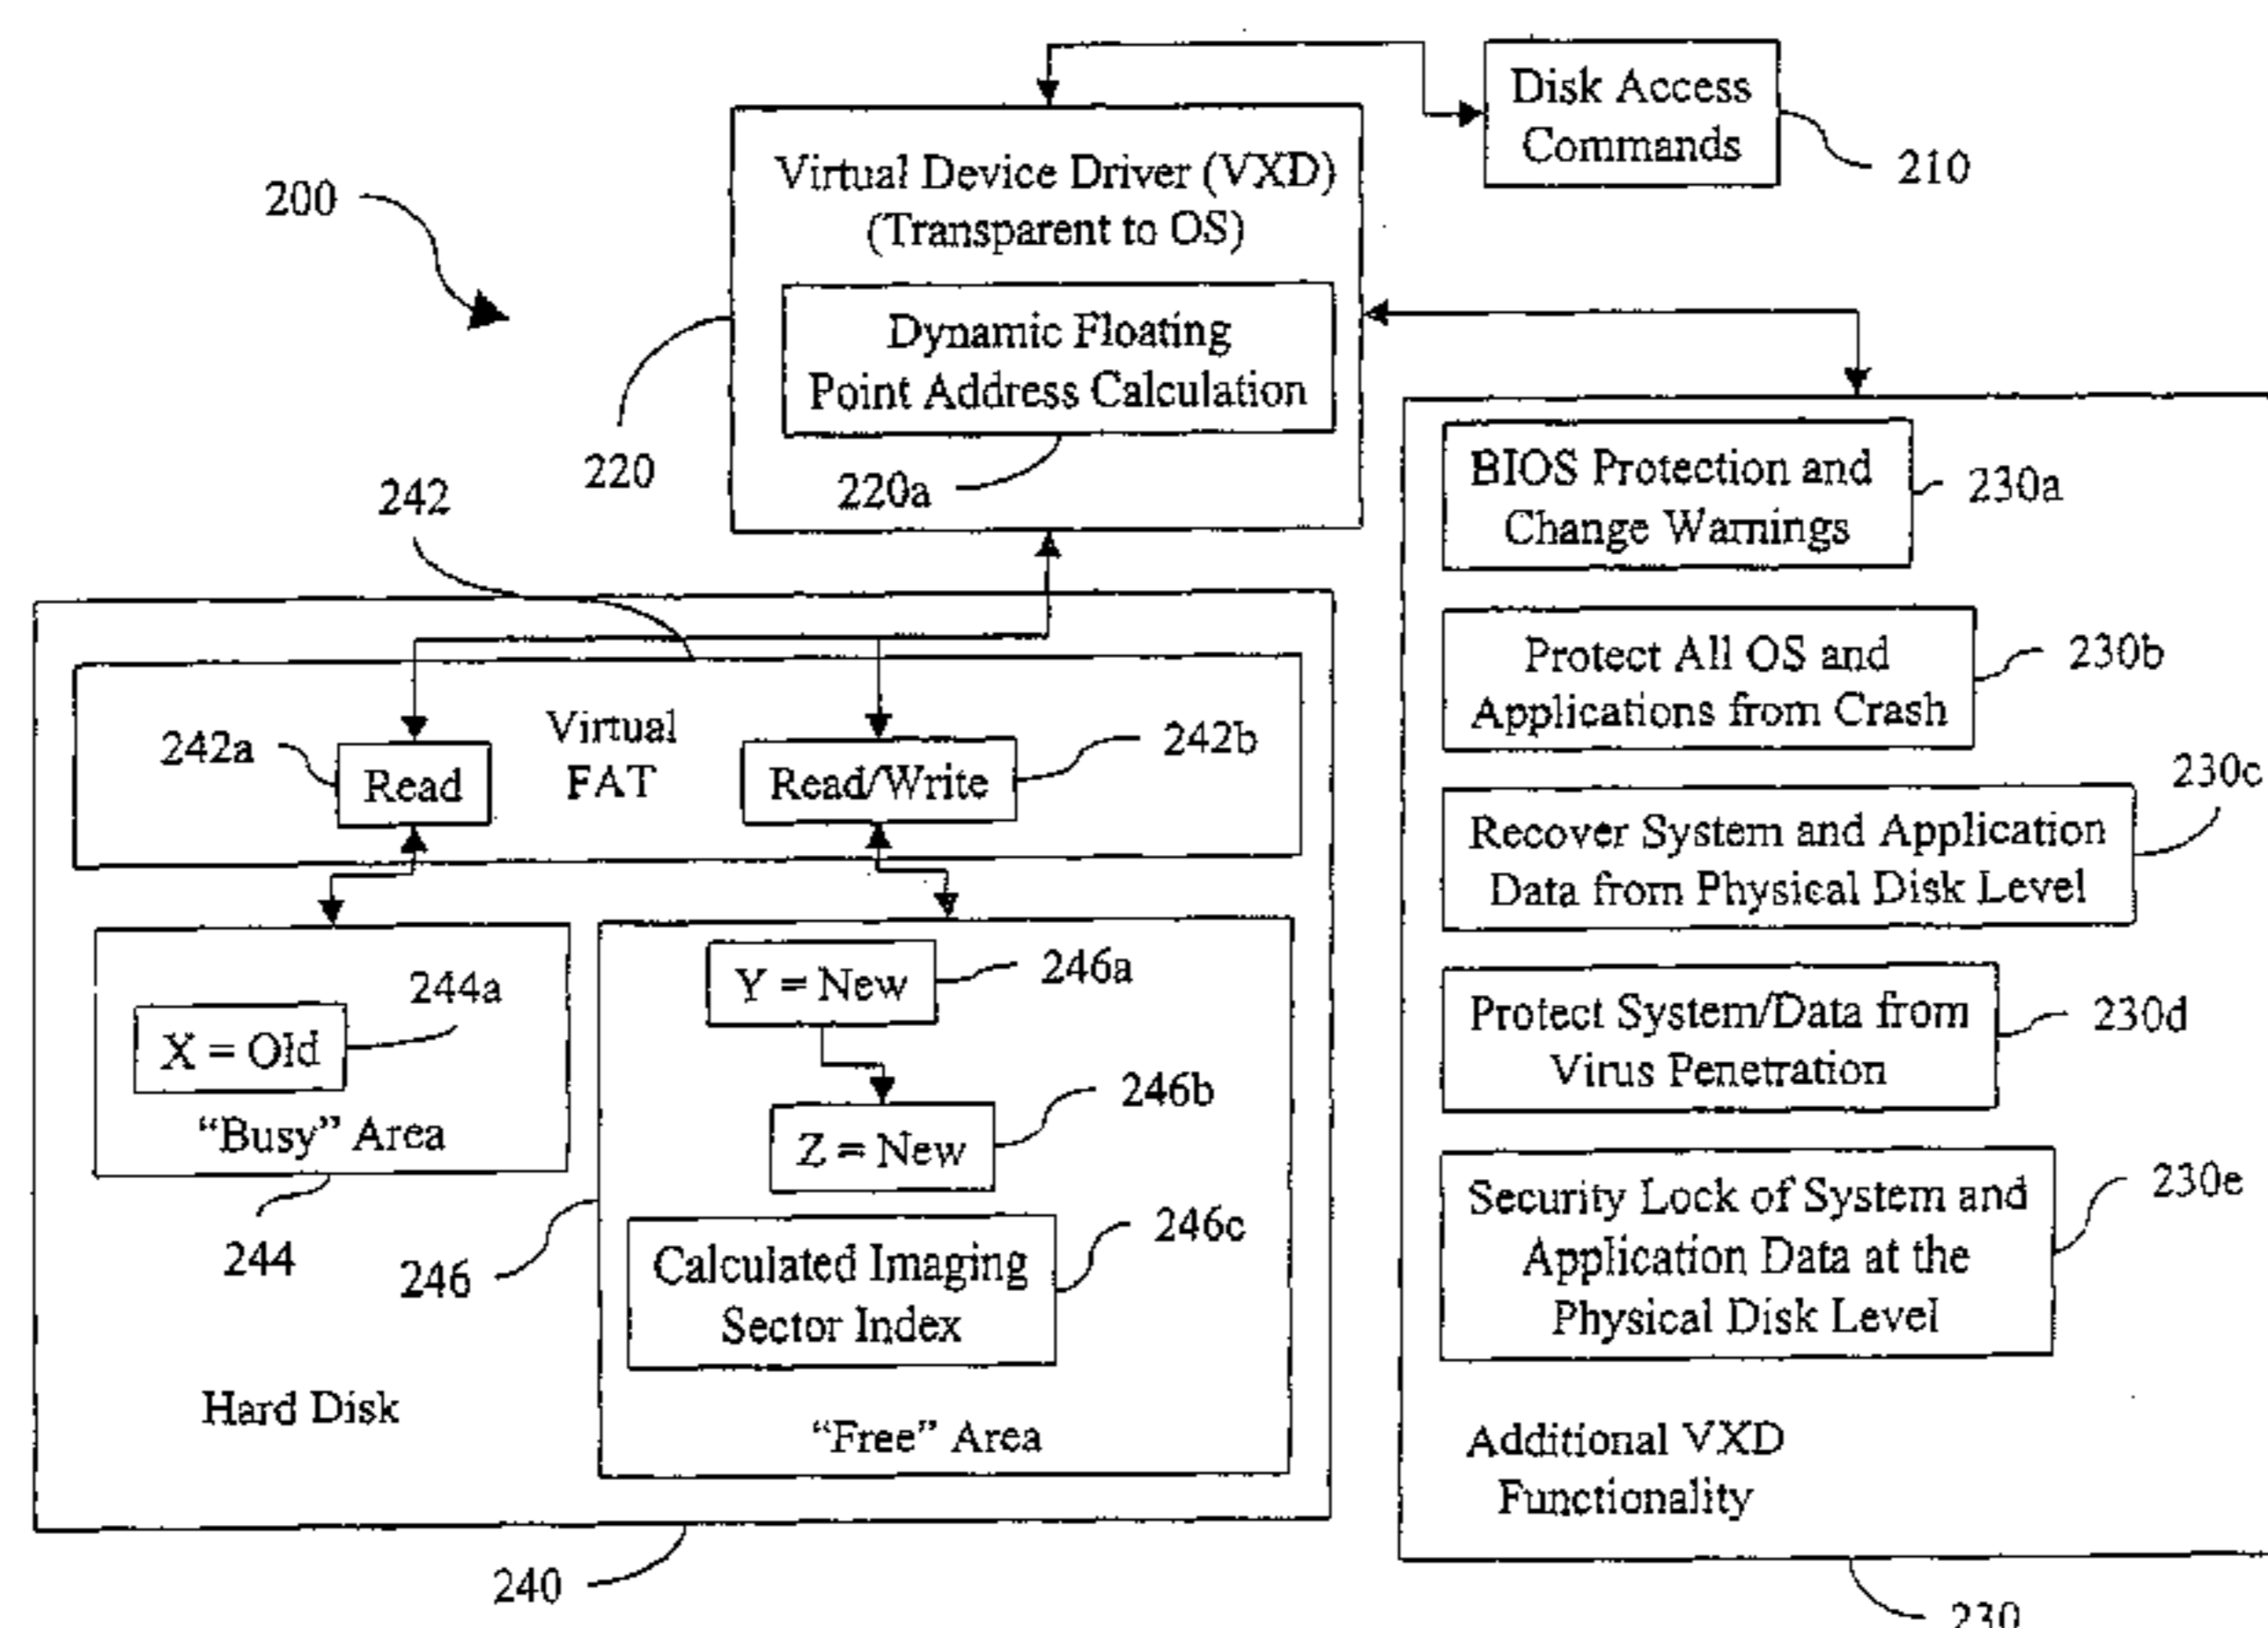 Disk Access
Commands
210
200
Virtual Device Driver (VXD)
(Transparent to OS)
Dynamic Floating
Point Address Calculation
220
220a
242
BIOS Protection and
Change Warnings
230a
Protect All OS and
Applications from Crash
230b
Recover System and Application
Data from Physical Disk Level
230c
Protect System/Data from
Virus Penetration
230d
Security Lock of System and
Application Data at the
Physical Disk Level
230e
Additional VXD
Functionality
230
242a
Read
Virtual
FAT
Read/Write
242b
X = Old
244a
“Busy” Area
244
Y = New
246a
Z = New
246b
Calculated Imaging
Sector Index
246c
246
“Free” Area
Hard Disk
240